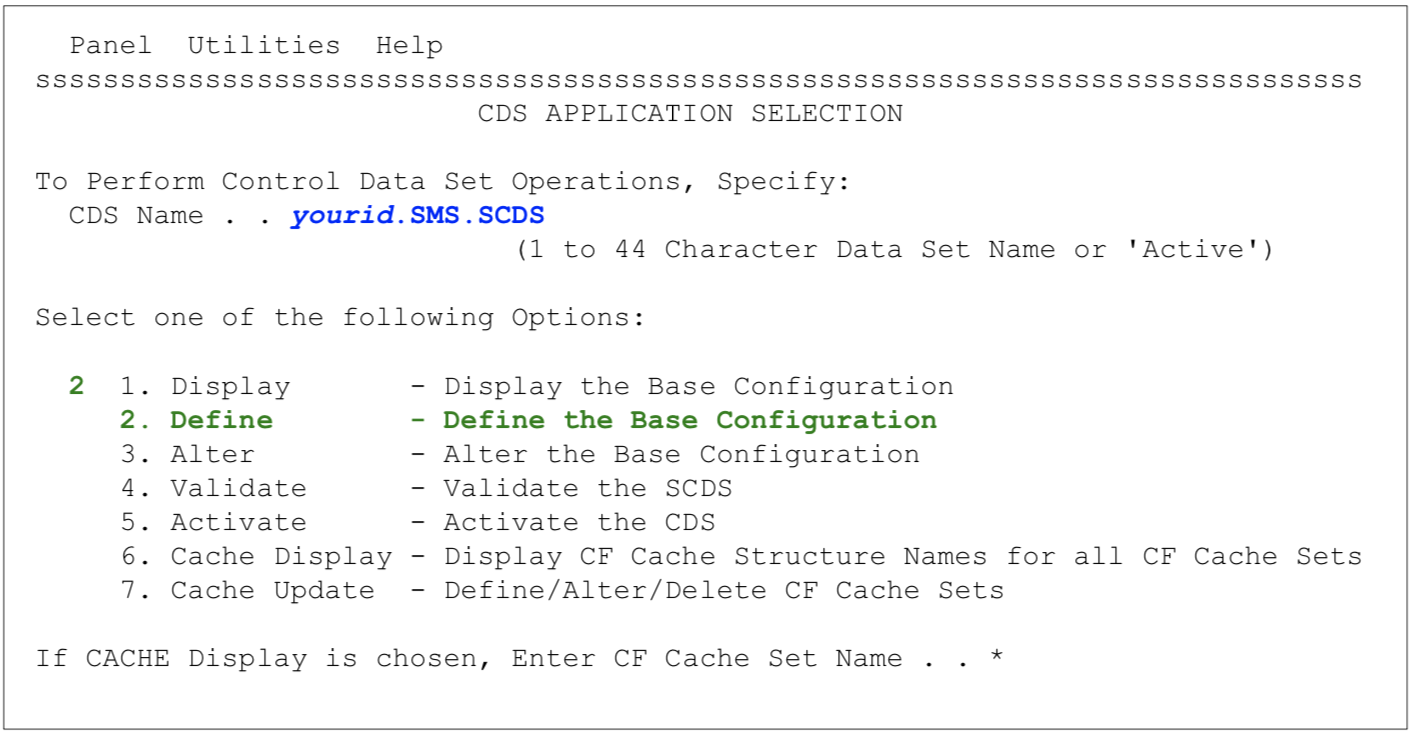 Panel Utilities Help
ssssssssssssssssssssssssssssssssssssssssssssssssssssssssssssssssssssssssssssss
CDS APPLICATION SELECTION
To Perform Control Data Set Operations, Specify:
CDS Name . . yourid.SMS.SCDS
(1 to 44 Character Data Set Name or 'Active')
Select one of the following Options:
2 1. Display - Display the Base Configuration
2. Define - Define the Base Configuration
3. Alter - Alter the Base Configuration
4. Validate - Validate the SCDS
5. Activate - Activate the CDS
6. Cache Display - Display CF Cache Structure Names for all CF Cache Sets
7. Cache Update - Define/Alter/Delete CF Cache Sets
If CACHE Display is chosen, Enter CF Cache Set Name . . *